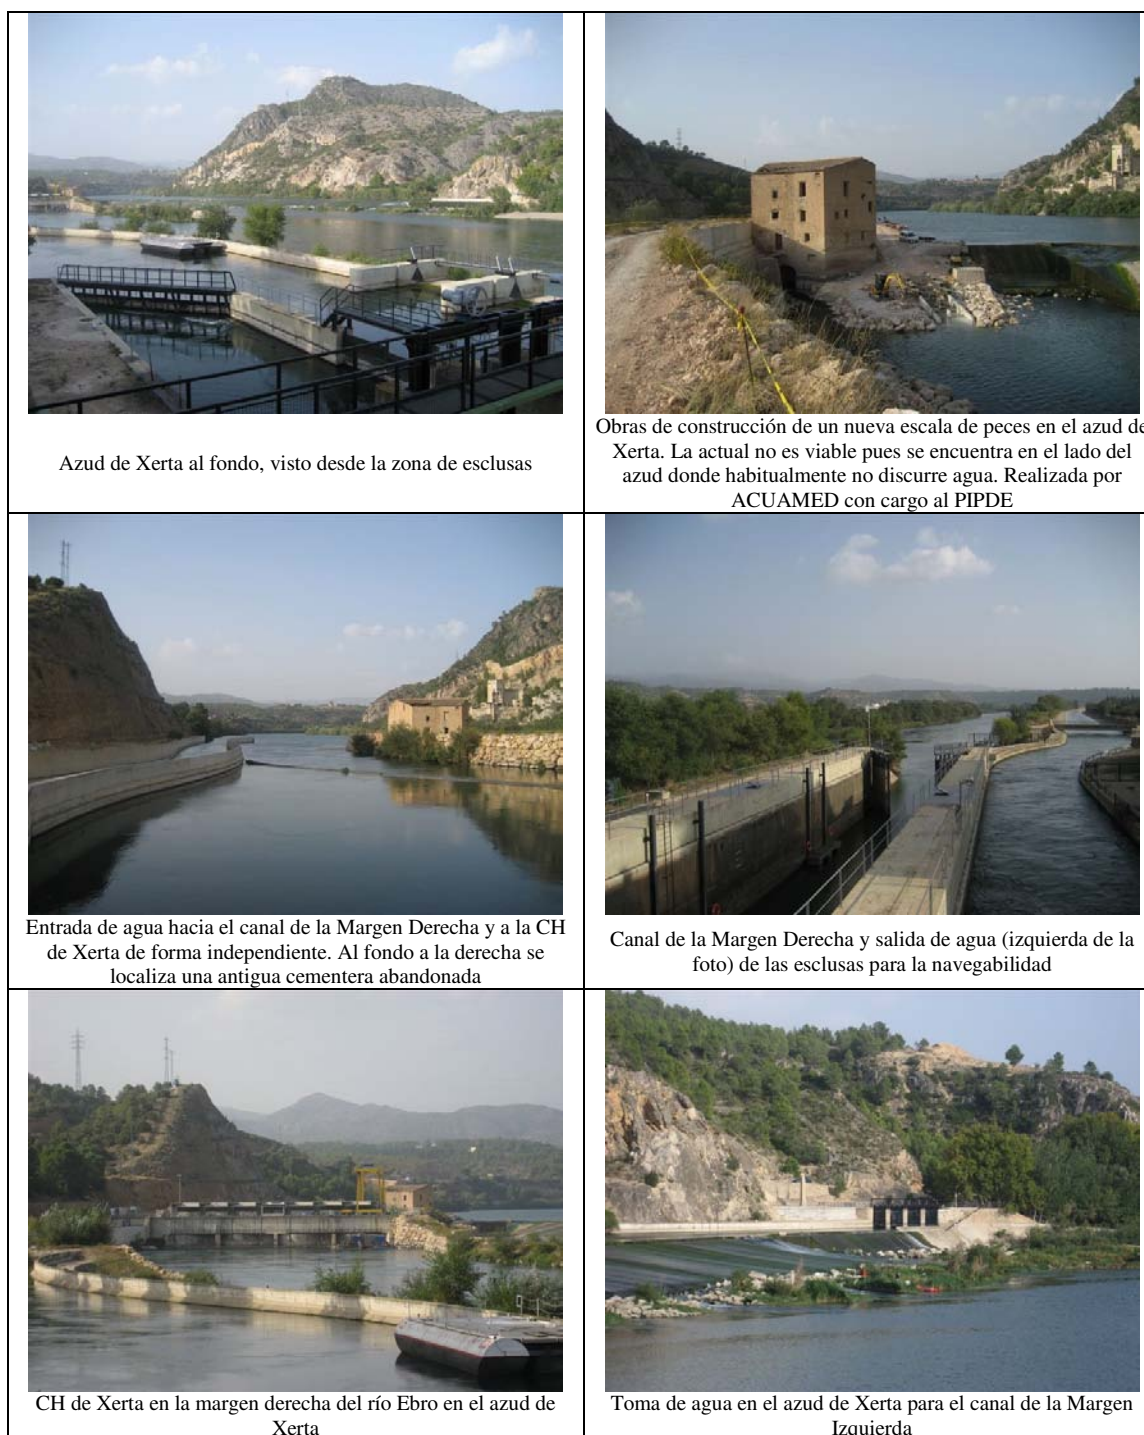 Azud de Xerta al fondo, visto desde la zona de esclusas
Obras de construcción de un nueva escala de peces en el azud de
Xerta. La actual no es viable pues se encuentra en el lado del
azud donde habitualmente no discurre agua. Realizada por
ACUAMED con cargo al PIPDE
Entrada de agua hacia el canal de la Margen Derecha y a la CH
de Xerta de forma independiente. Al fondo a la derecha se
localiza una antigua cementera abandonada
Canal de la Margen Derecha y salida de agua (izquierda de la
foto) de las esclusas para la navegabilidad
CH de Xerta en la margen derecha del río Ebro en el azud de
Xerta
Toma de agua en el azud de Xerta para el canal de la Margen
Izquierda